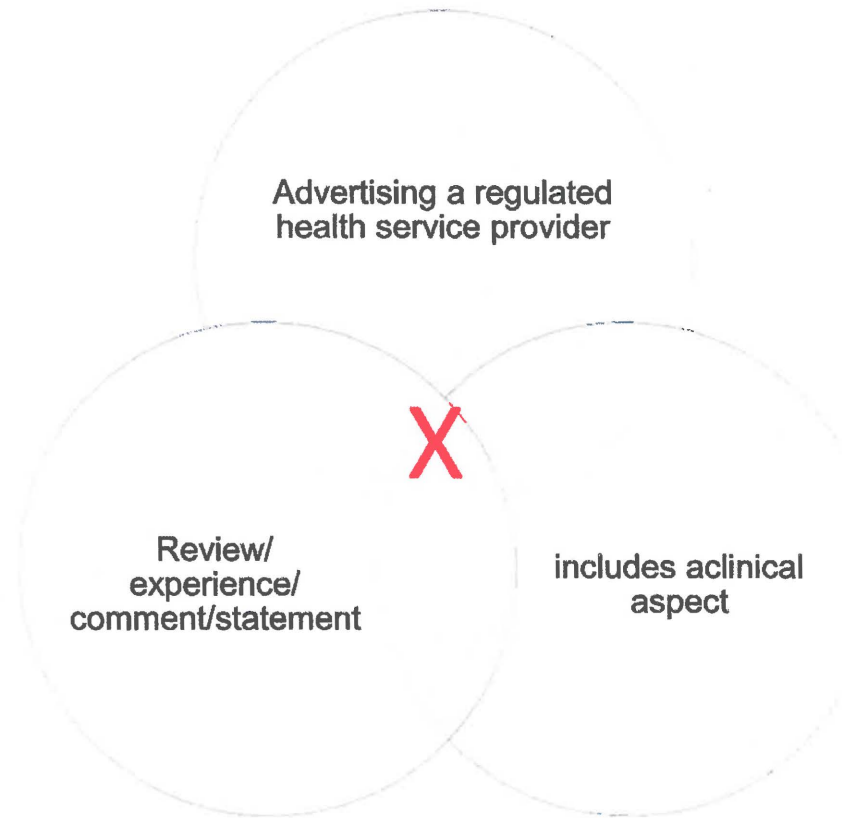 Advertising a regulated
health service provider
X
Review/
experience/
comment/statement
includes aclinical
aspect